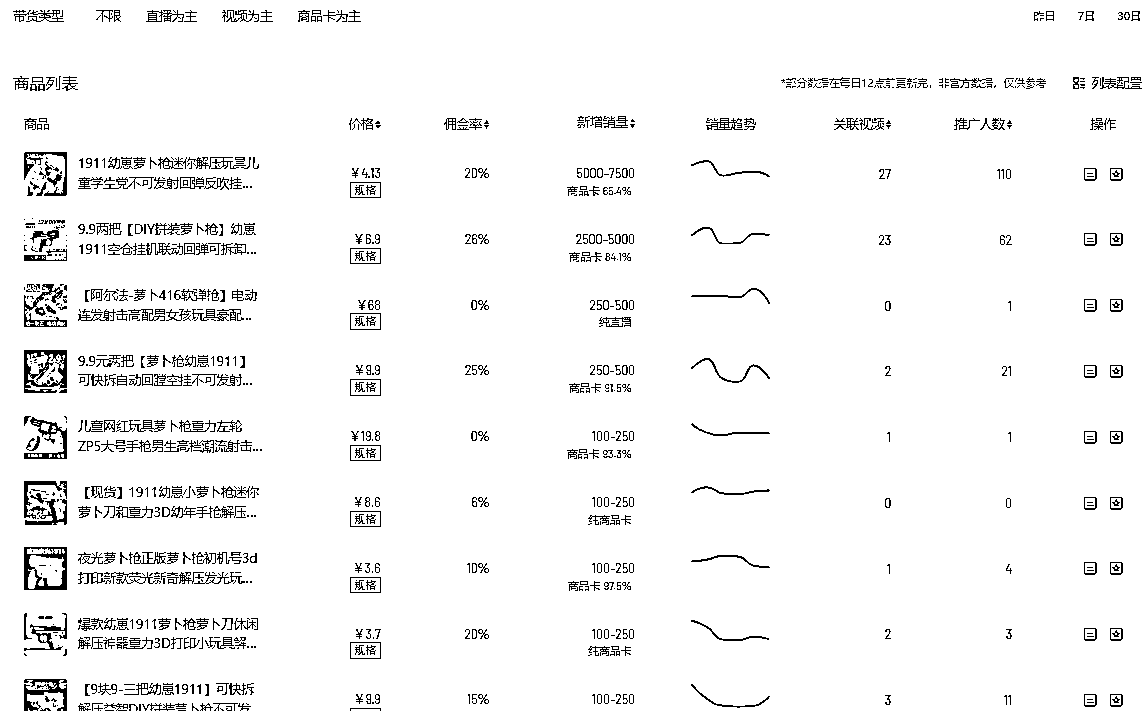 带货类型 不限 直播为主 视频为主 商品卡为主 昨日 7日 30日
商品列表 *部分数据在每日12点前更新完，非官方数据，仅供参考 列表配置
商品 价格 佣金率 新增销量 销量趋势 关联视频 推广人数 操作
1911幼崽萝卜枪迷你解压玩具儿
童学生党不可发射回弹反吹挂...
¥4.13 20% 5000-7500 27 110
规格 商品卡 65.4%
9.9两把【DIY拼装萝卜枪】幼崽
1911空仓挂机联动回弹可拆卸...
¥6.9 26% 2500-5000 23 62
规格 商品卡 84.1%
【阿尔法-萝卜416软弹枪】电动
连发射击高配男女孩玩具豪配...
¥68 0% 250-500 0 1
规格 纯直播
9.9元两把【萝卜枪幼崽1911】
可快拆自动回膛空挂不可发射...
¥9.9 25% 250-500 2 21
规格 商品卡 91.5%
儿童网红玩具萝卜枪重力左轮
ZP5大号手枪男生高档潮流射击...
¥19.8 0% 100-250 1 1
规格 商品卡 93.3%
【现货】1911幼崽小萝卜枪迷你
萝卜刀和重力3D幼年手枪解压...
¥8.6 6% 100-250 0 0
规格 纯商品卡
夜光萝卜枪正版萝卜枪初机号3d
打印新款荧光新奇解压发光玩...
¥3.6 10% 100-250 1 4
规格 商品卡 97.5%
爆款幼崽1911萝卜枪萝卜刀休闲
解压神器重力3D打印小玩具解...
¥3.7 20% 100-250 2 3
规格 纯商品卡
【9块9-三把幼崽1911】可快拆
解压益智DIY拼装萝卜枪不可发
¥9.9 15% 100-250 3 11